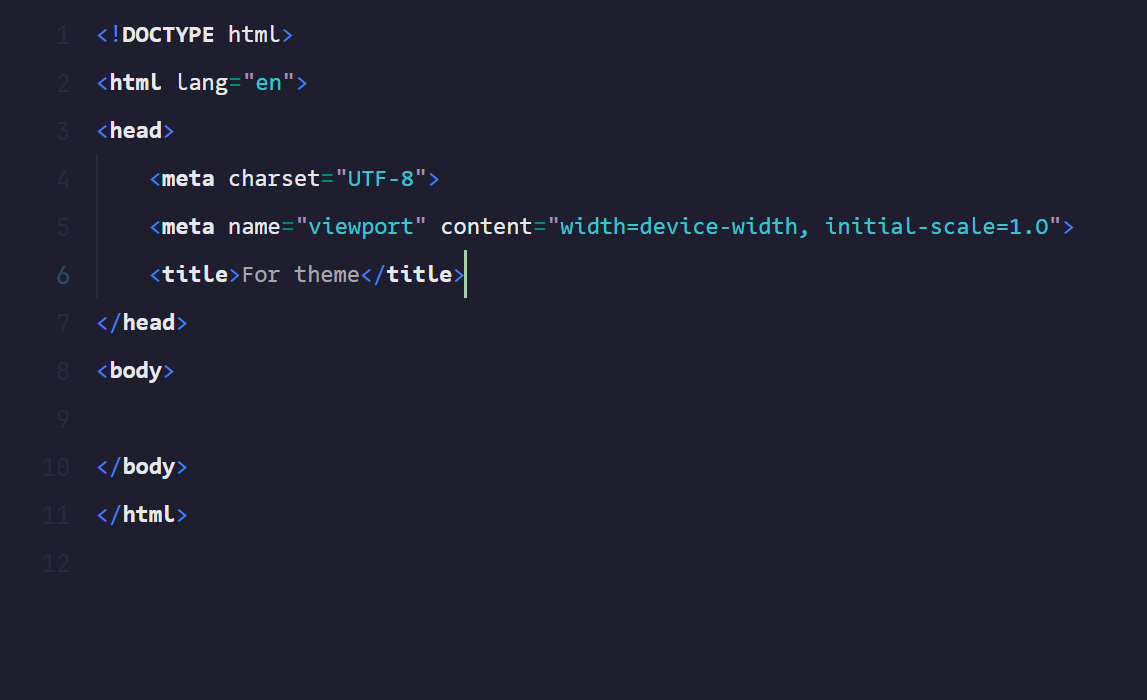 1 <!DOCTYPE html>
2 <html lang="en">
3 <head>
4     <meta charset="UTF-8">
5     <meta name="viewport" content="width=device-width, initial-scale=1.0">
6     <title>For theme</title>
7 </head>
8 <body>
9
10 </body>
11 </html>
12